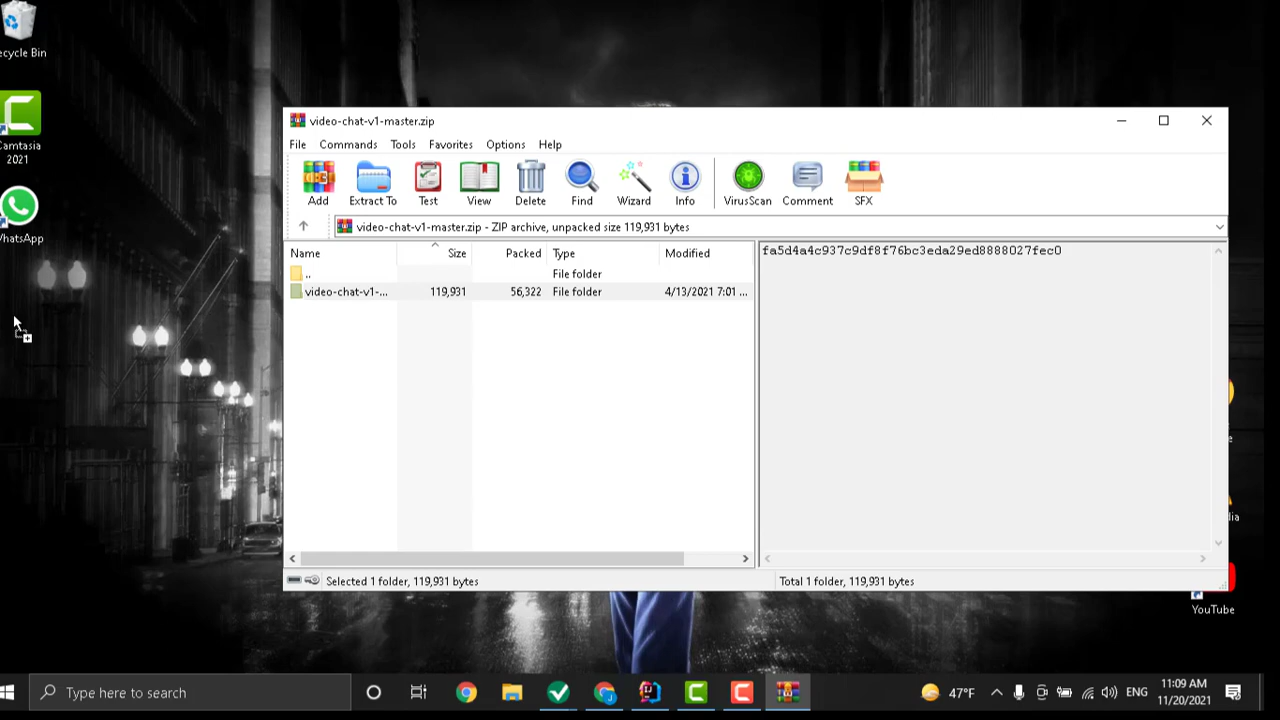 ecycle Bin
Camtasia
2021
WhatsApp
video-chat-v1-master.zip
File Commands Tools Favorites Options Help
Add Extract To Test View Delete Find Wizard Info VirusScan Comment SFX
video-chat-v1-master.zip - ZIP archive, unpacked size 119,931 bytes
Name Size Packed Type Modified
.. File folder
video-chat-v1-... 119,931 56,322 File folder 4/13/2021 7:01 ...
fa5d4a4c937c9df8f76bc3eda29ed8888027fec0
Selected 1 folder, 119,931 bytes
Total 1 folder, 119,931 bytes
YouTube
Type here to search
47°F
ENG
11:09 AM
11/20/2021